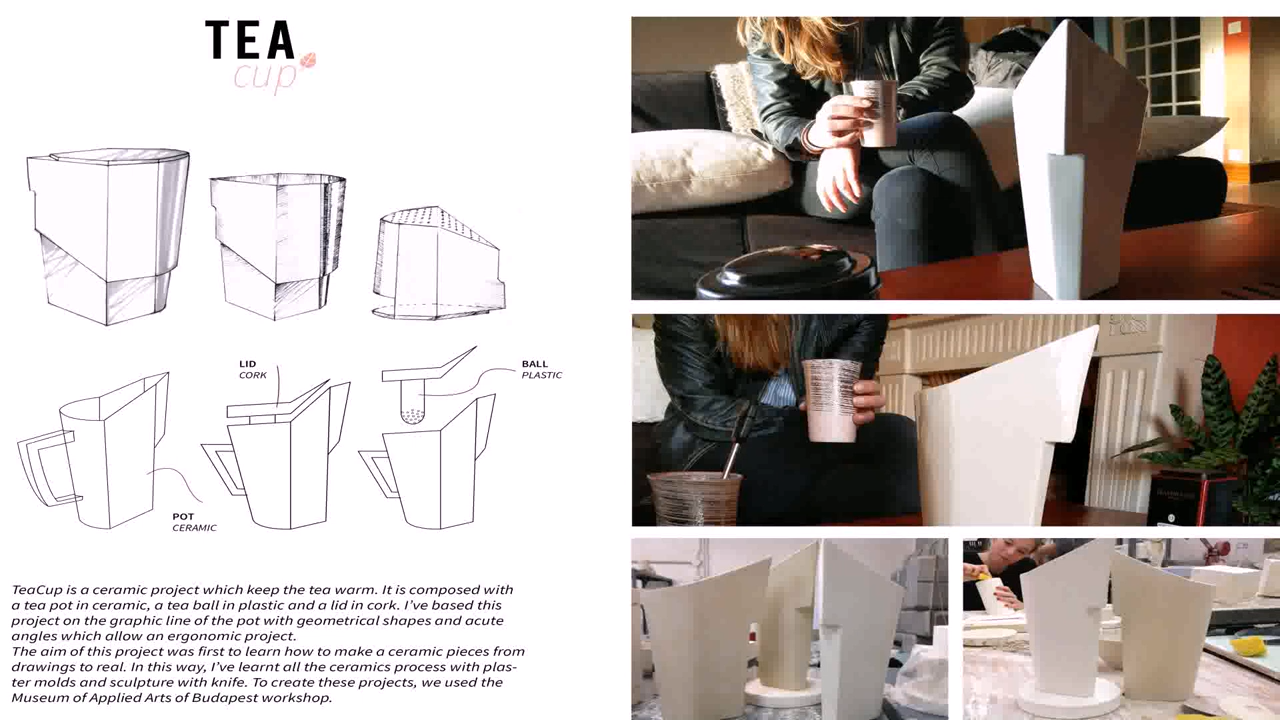 TEA
cup
LID
CORK
BALL
PLASTIC
POT
CERAMIC
TeaCup is a ceramic project which keep the tea warm. It is composed with
a tea pot in ceramic, a tea ball in plastic and a lid in cork. I've based this
project on the graphic line of the pot with geometrical shapes and acute
angles which allow an ergonomic project.
The aim of this project was first to learn how to make a ceramic pieces from
drawings to real. In this way, I've learnt all the ceramics process with plas-
ter molds and sculpture with knife. To create these projects, we used the
Museum of Applied Arts of Budapest workshop.